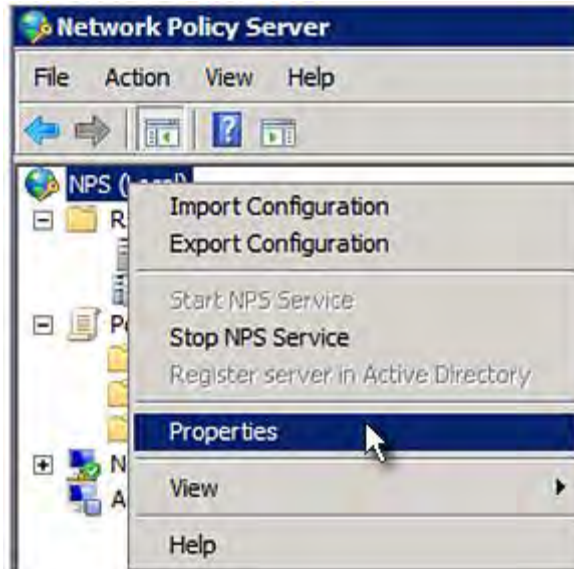 Network Policy Server
File Action View Help
NPS (Local)
Import Configuration
Export Configuration
Start NPS Service
Stop NPS Service
Register server in Active Directory
Properties
View
Help